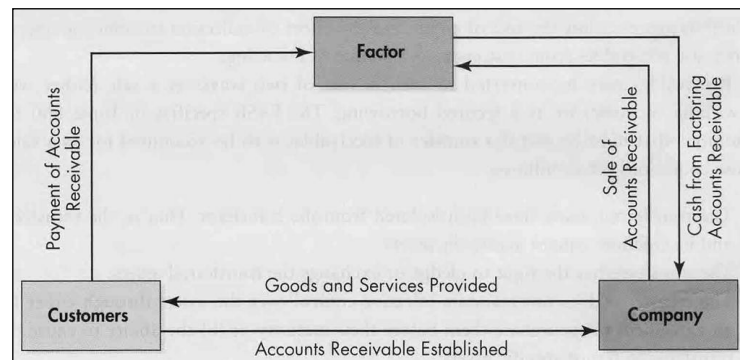 Factor
Payment of Accounts
Receivable
Sale of
Accounts Receivable
Cash from Factoring
Accounts Receivable
Goods and Services Provided
Customers
Company
Accounts Receivable Established